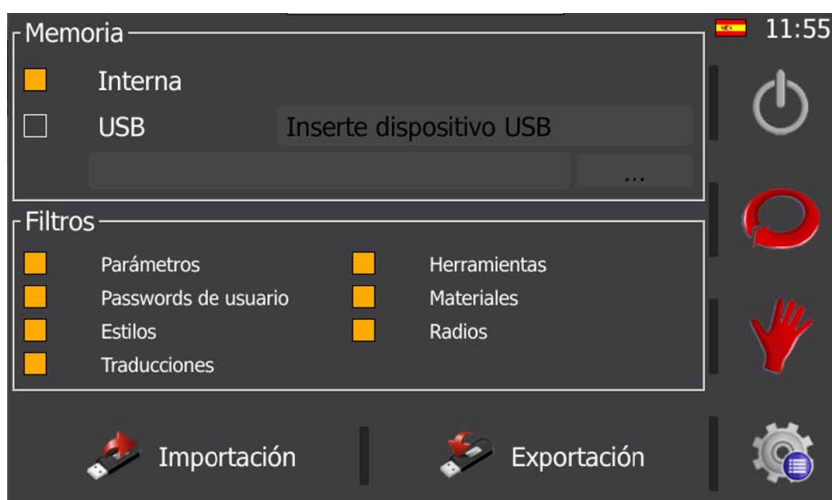 Memoria
11:55
Interna
USB
Inserte dispositivo USB
...
Filtros
Parámetros
Herramientas
Passwords de usuario
Materiales
Estilos
Radios
Traducciones
Importación
Exportación